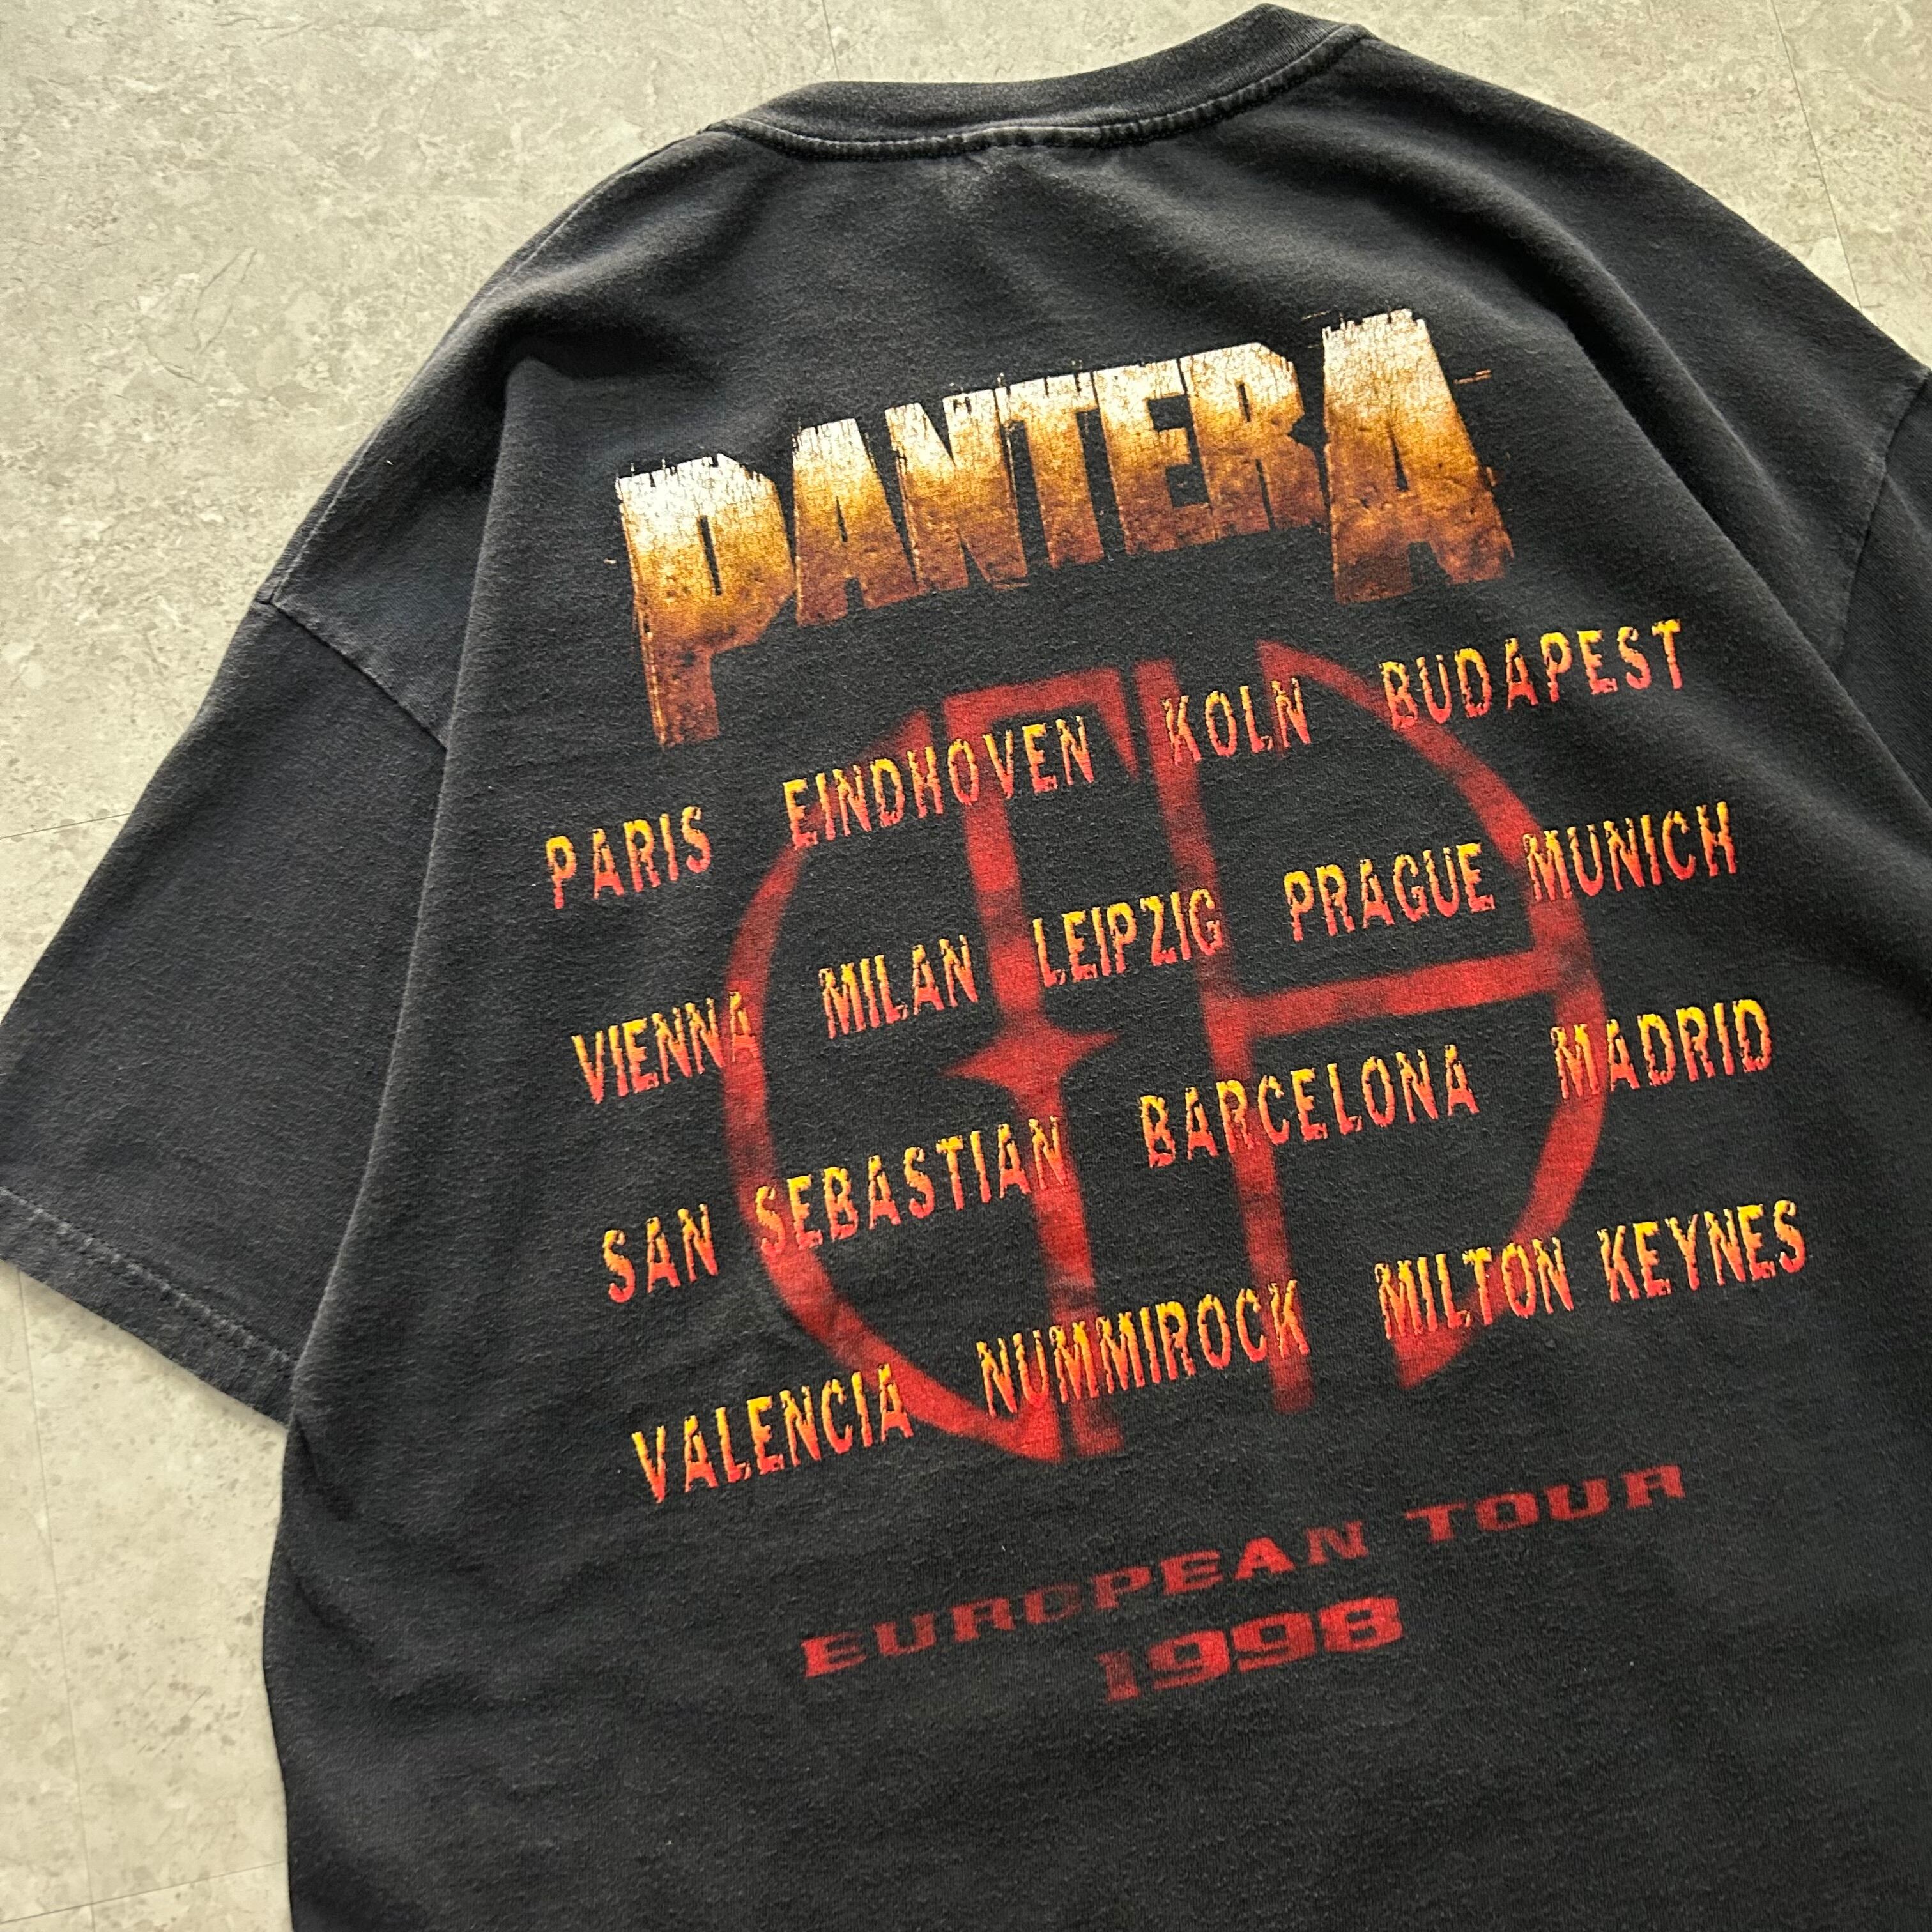 PANTERA
PARIS EINDHOVEN KOLN BUDAPEST
VIENNA MILAN LEIPZIG PRAGUE MUNICH
SAN SEBASTIAN BARCELONA MADRID
VALENCIA NUMMIROCK MILTON KEYNES
EUROPEAN TOUR
1998